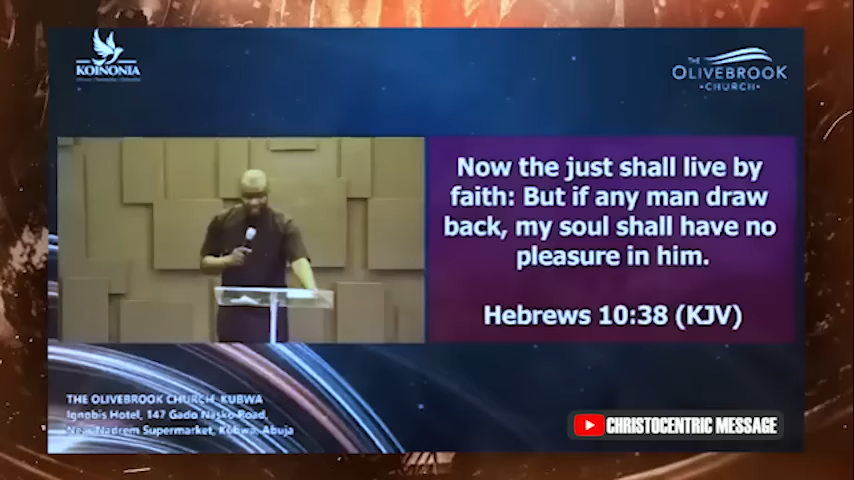 KOINONIA
THE
OLIVEBROOK
•CHURCH•
Now the just shall live by
faith: But if any man draw
back, my soul shall have no
pleasure in him.
Hebrews 10:38 (KJV)
THE OLIVEBROOK CHURCH, KUBWA
Ignobis Hotel, 147 Gado Nasko Road,
Near Nadrem Supermarket, Kubwa, Abuja
CHRISTOCENTRIC MESSAGE